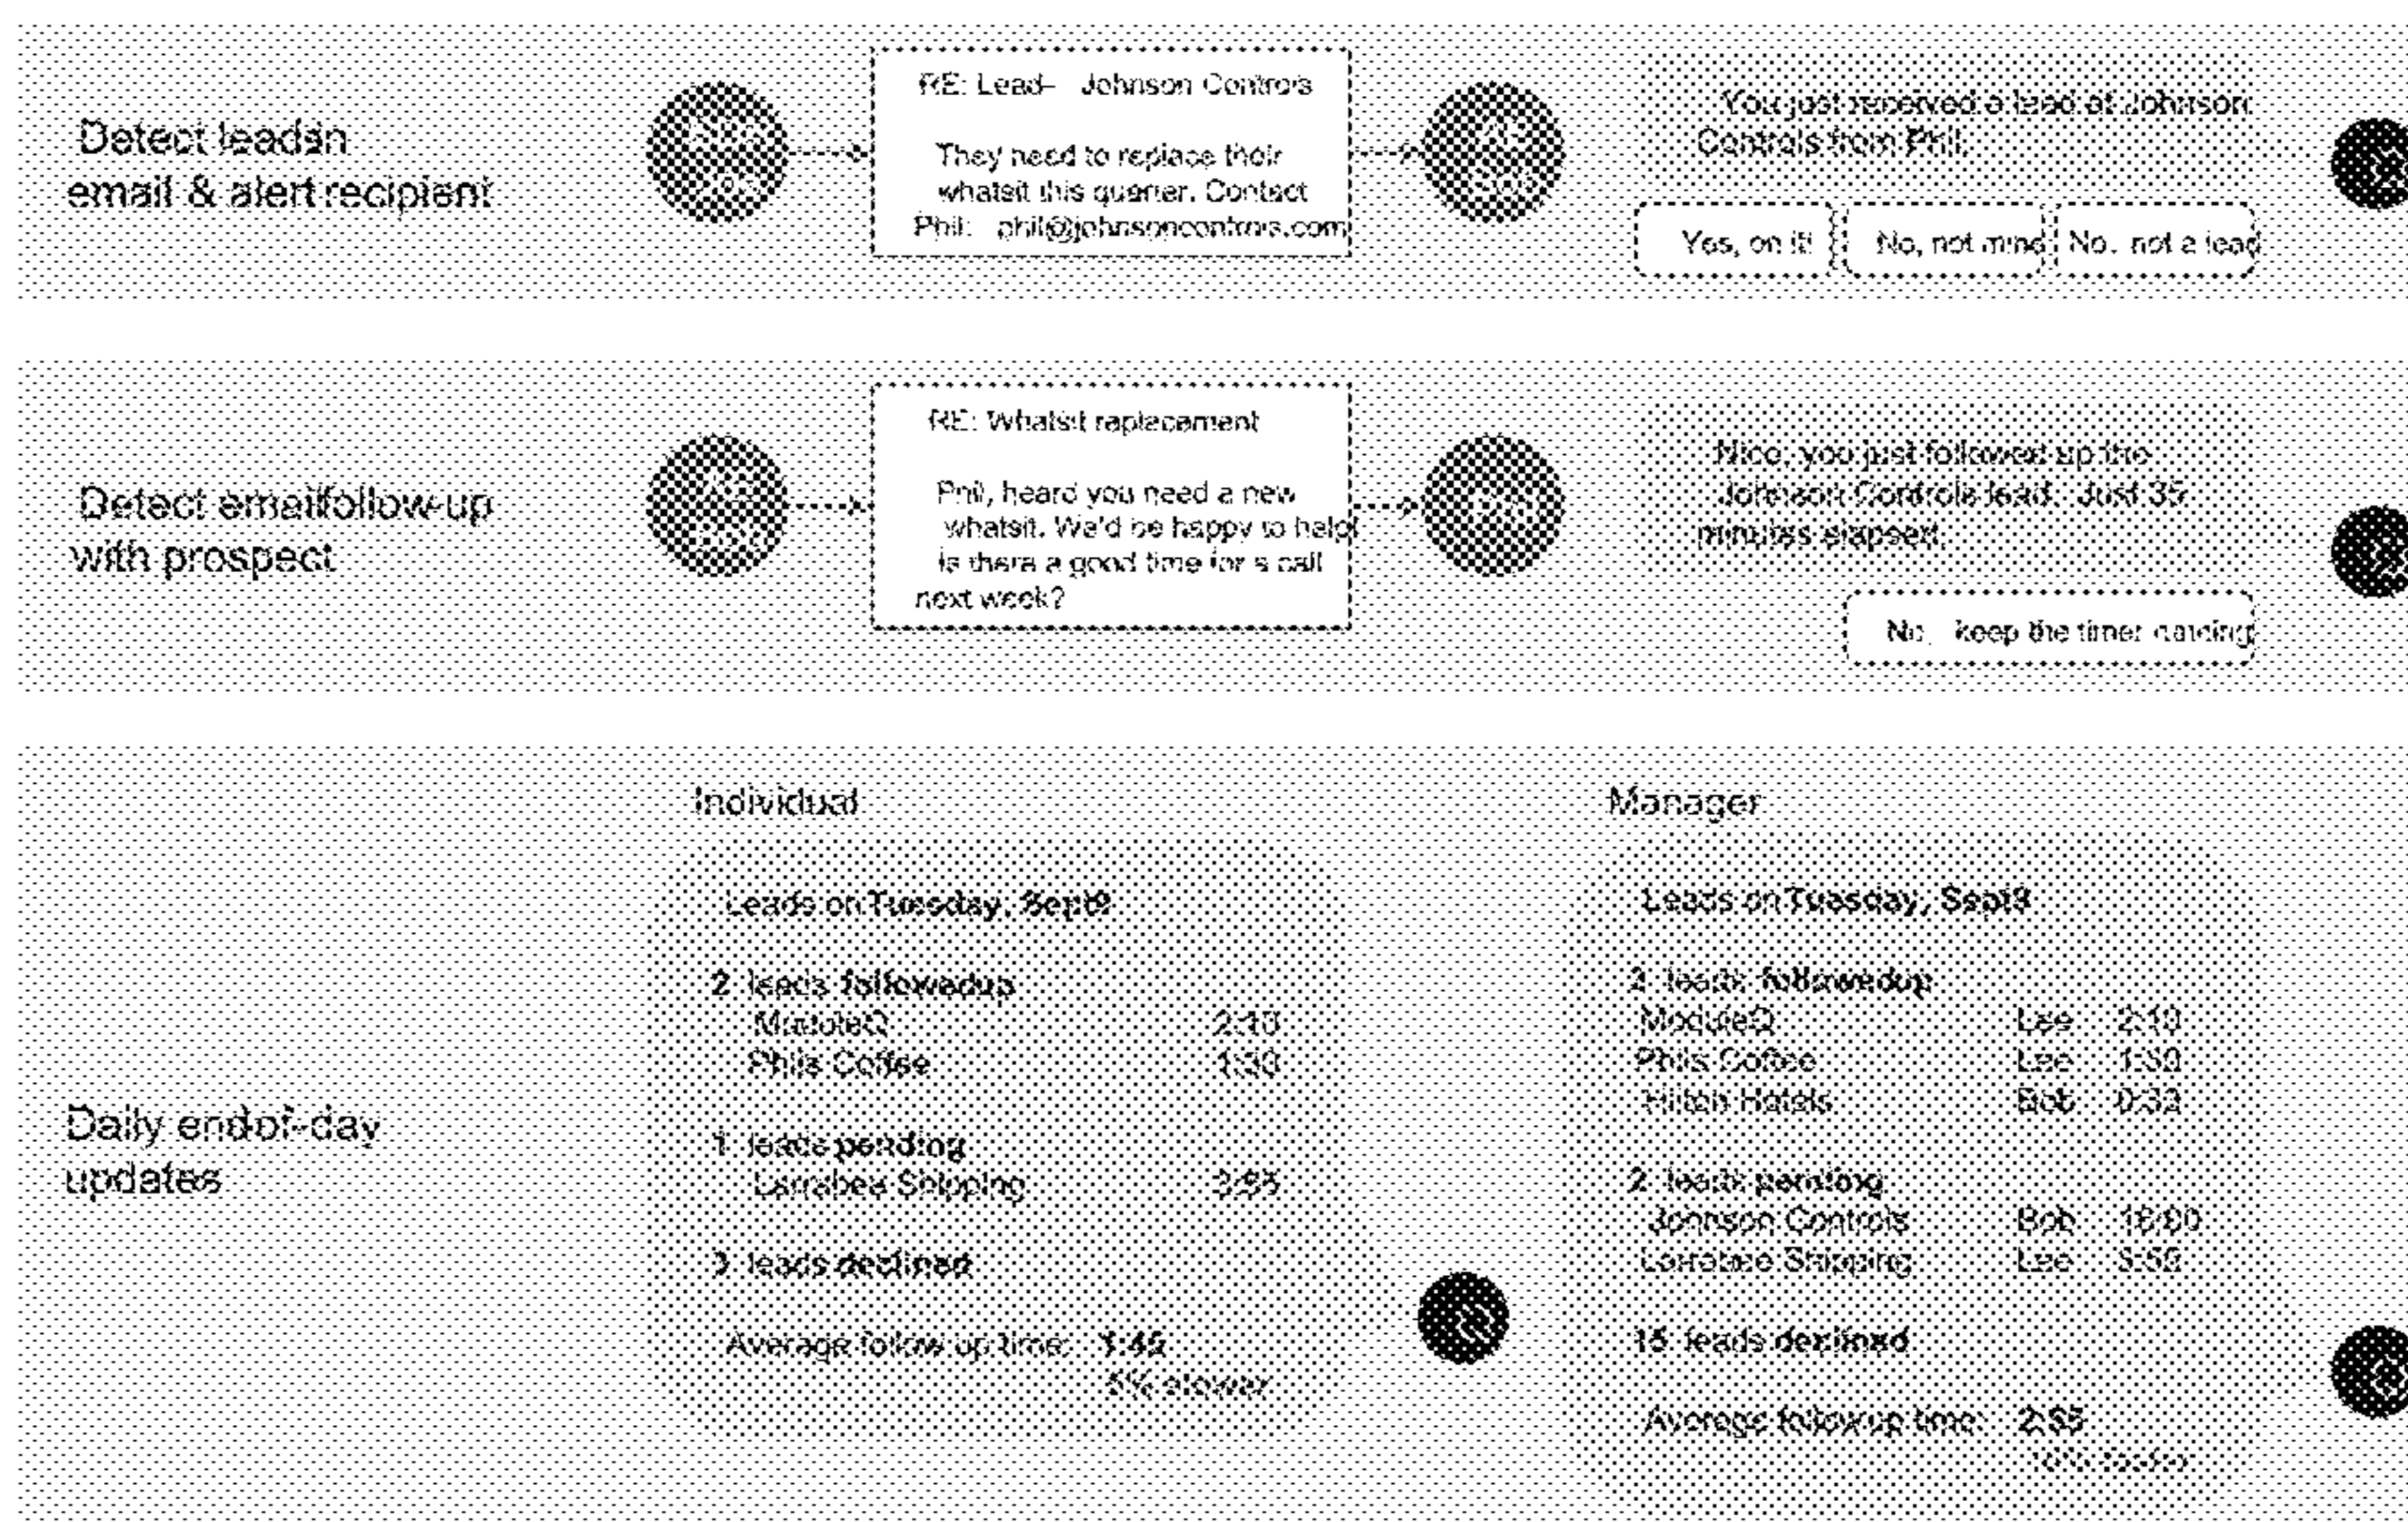 Detect leads in
email & alert recipient
RE: Lead- Johnson Controls
They need to replace their
whatsit this quarter. Contact
Phil: phil@johnsoncontrols.com
You just received a lead at Johnson
Controls from Phil.
Yes, on it!
No, not mine
No, not a lead
Detect email follow-up
with prospect
RE: Whatsit replacement
Phil, heard you need a new
whatsit. We'd be happy to help!
Is there a good time for a call
next week?
Nice, you just followed up the
Johnson Controls lead. Just 35
minutes elapsed.
No, keep the timer running
Daily end-of-day
updates
Individual
Leads on Tuesday, Sept 9
2 leads followed up
ModuleQ 2:10
Phils Coffee 1:30
1 leads pending
Larrabee Shipping
3 leads declined
Average follow up time: 1:45
5% slower
Manager
Leads on Tuesday, Sept 9
3 leads followed up
ModuleQ Lee 2:10
Phils Coffee Lee 1:30
Hilton Hotels Bob
2 leads pending
Johnson Controls Bob 16:00
Larrabee Shipping Lee
15 leads declined
Average follow up time: